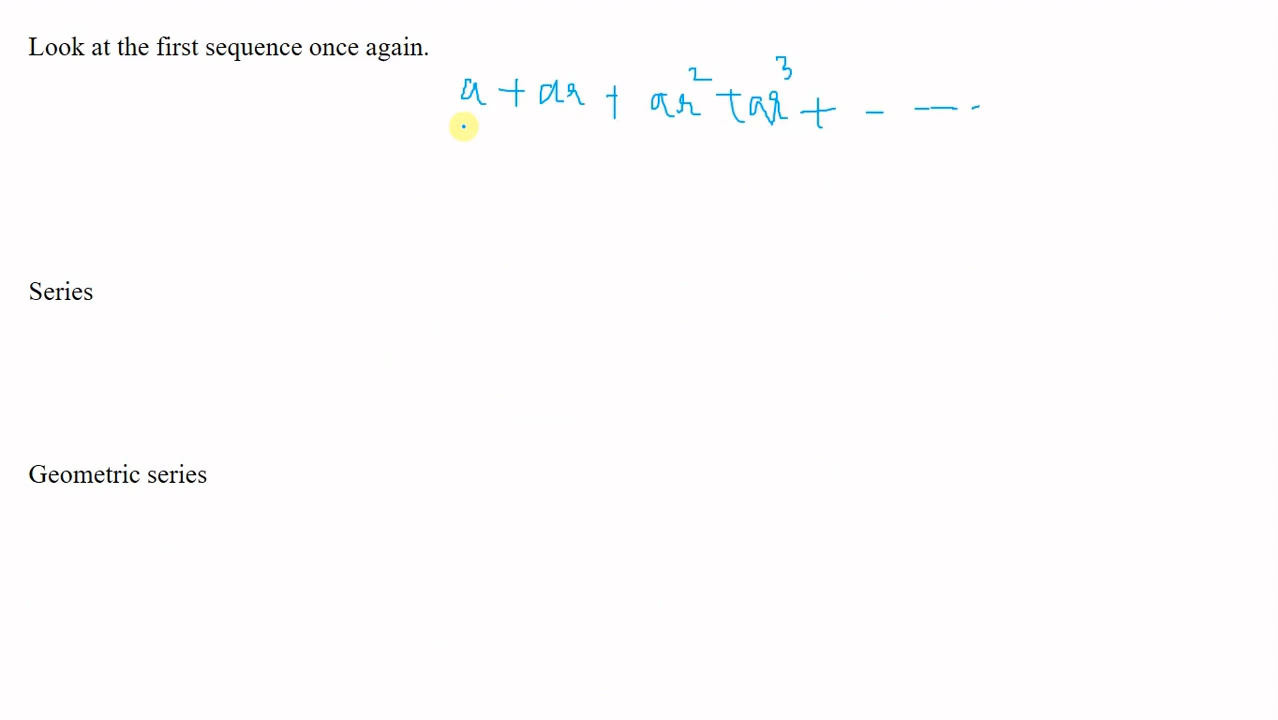 Look at the first sequence once again.
a + ar + ar² + ar³ + - — -
Series
Geometric series